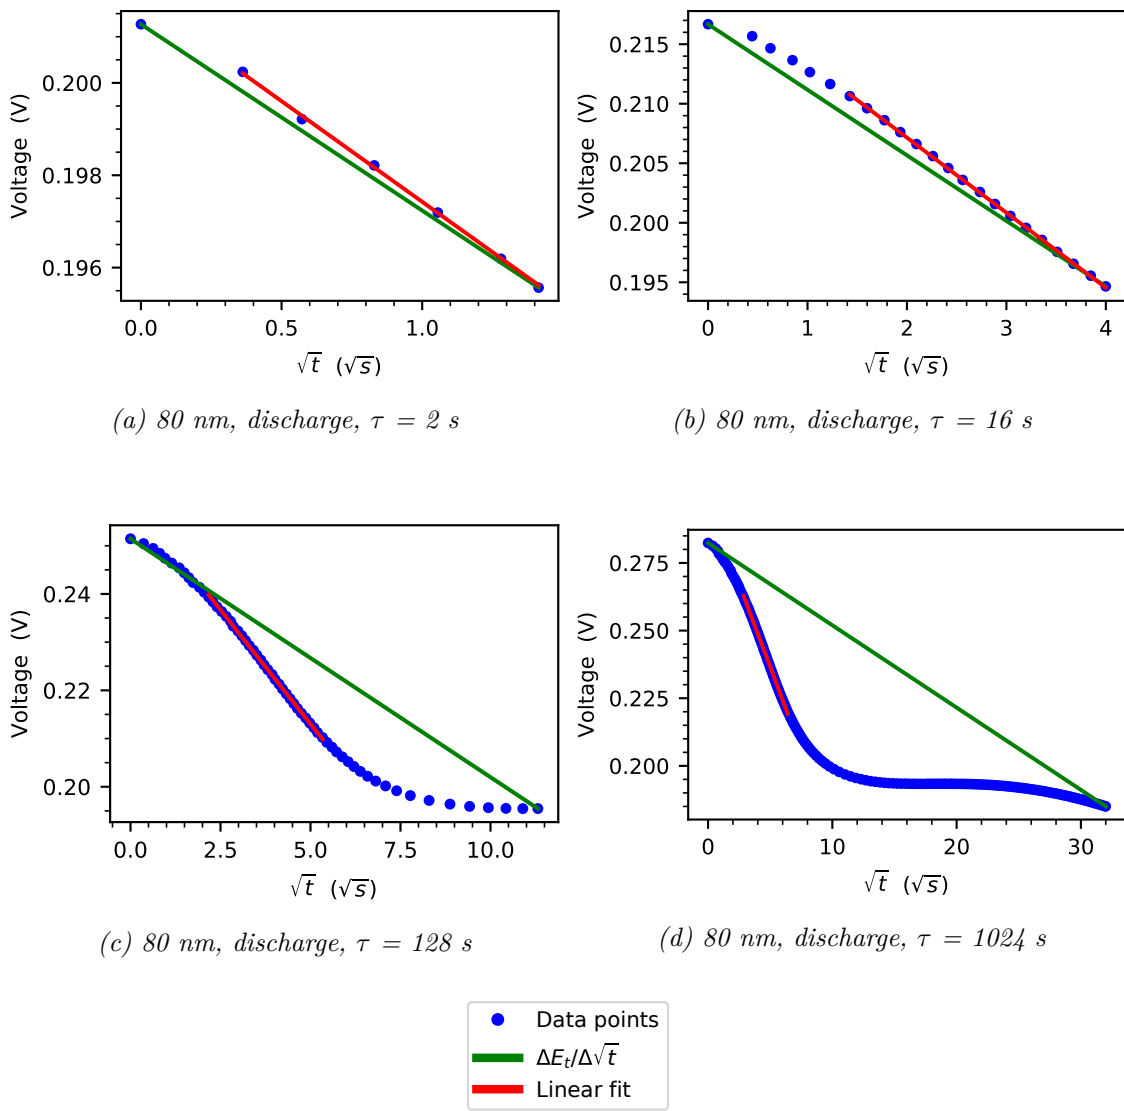 0.200
0.198
0.196
Voltage (V)
0.0 0.5 1.0
√t (√s)
(a) 80 nm, discharge, τ = 2 s
0.215
0.210
0.205
0.200
0.195
Voltage (V)
0 1 2 3 4
√t (√s)
(b) 80 nm, discharge, τ = 16 s
0.24
0.22
0.20
Voltage (V)
0.0 2.5 5.0 7.5 10.0
√t (√s)
(c) 80 nm, discharge, τ = 128 s
0.275
0.250
0.225
0.200
Voltage (V)
0 10 20 30
√t (√s)
(d) 80 nm, discharge, τ = 1024 s
Data points
ΔE_t/Δ√t
Linear fit